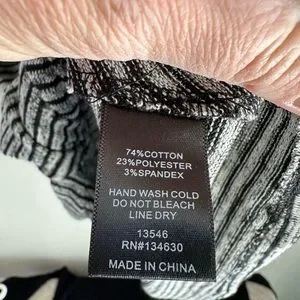 74%COTTON
23%POLYESTER
3%SPANDEX
HAND WASH COLD
DO NOT BLEACH
LINE DRY
13546
RN#134630
MADE IN CHINA